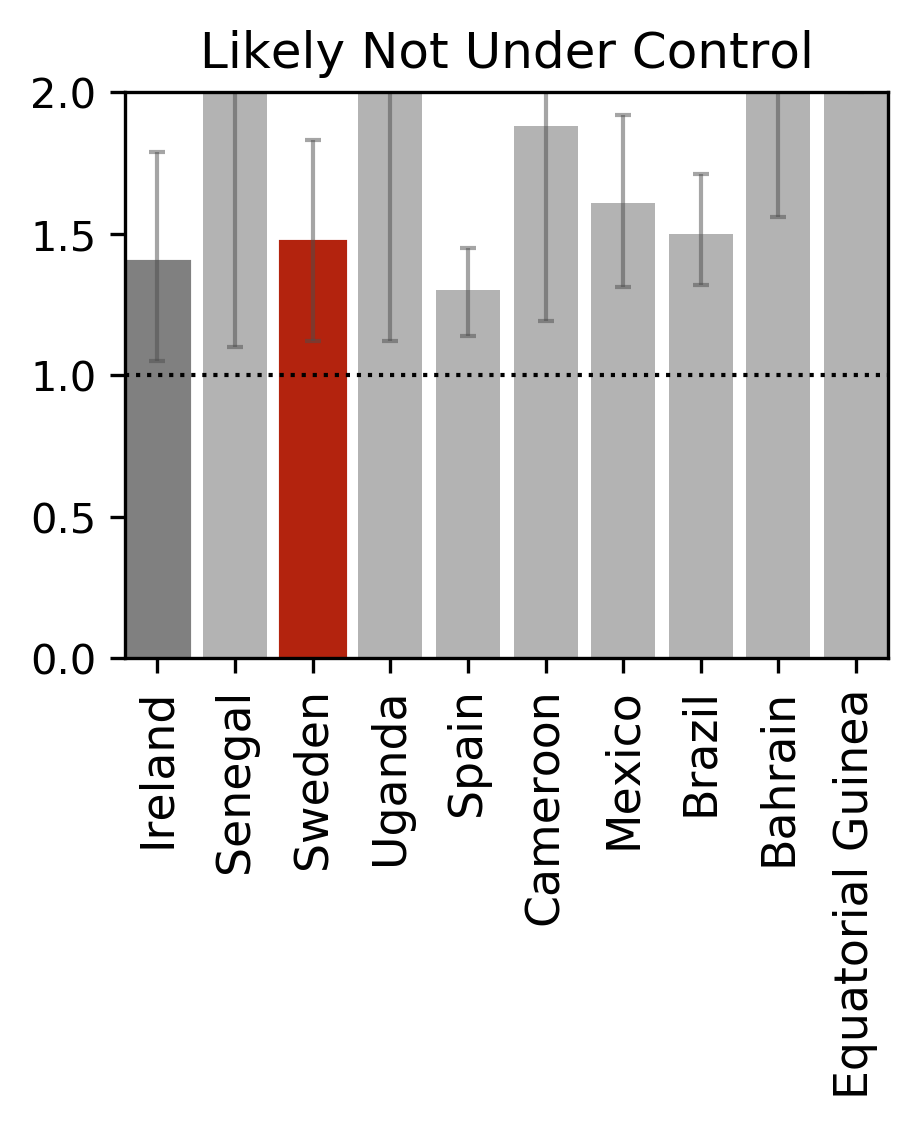 Likely Not Under Control
2.0
1.5
1.0
0.5
0.0
Ireland
Senegal
Sweden
Uganda
Spain
Cameroon
Mexico
Brazil
Bahrain
Equatorial Guinea